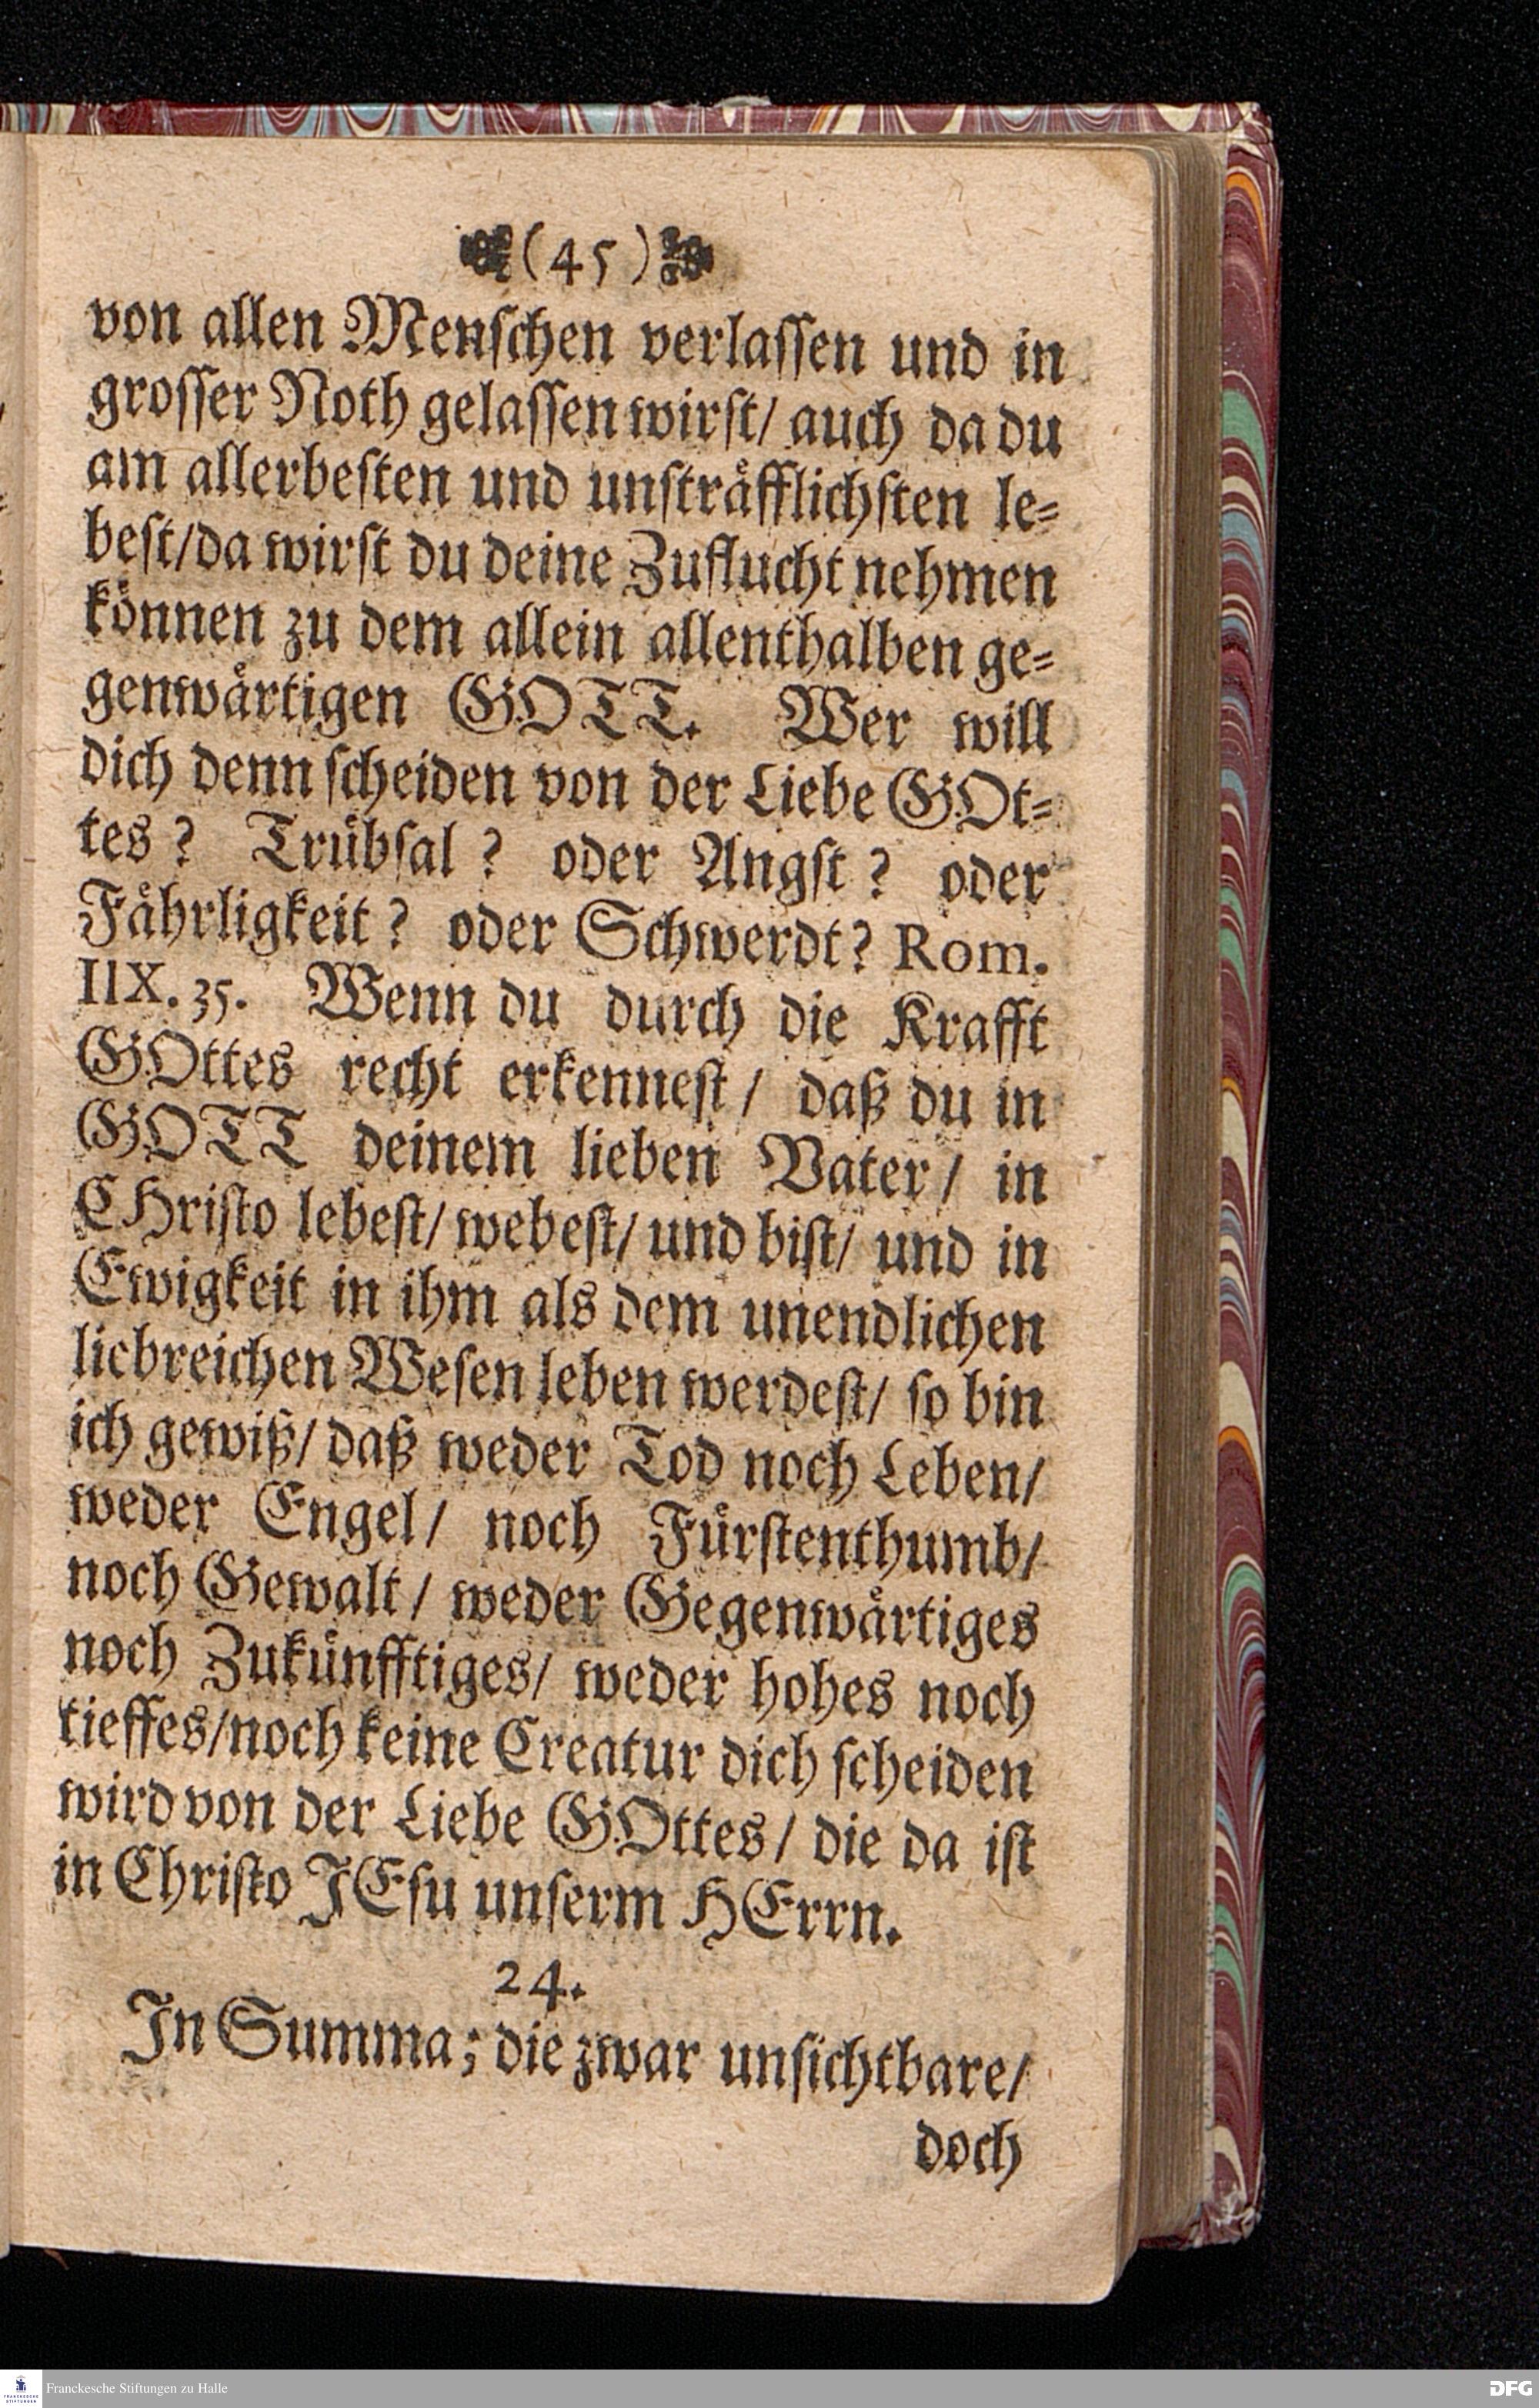 (45)
von allen Menschen verlassen und in
grosser Noth gelassen wirst/ auch da du
am allerbesten und unsträfflichsten le-
best/da wirst du deine Zuflucht nehmen
können zu dem allein allenthalben ge-
genwärtigen GOTT. Wer will
dich denn scheiden von der Liebe GOt-
tes? Trübsal? oder Angst? oder
Fährligkeit? oder Schwerdt? Rom.
IIX. 35. Wenn du durch die Krafft
GOttes recht erkennest/ daß du in
GOTT deinem lieben Vater/ in
CHristo lebest/ webest/ und bist/ und in
Ewigkeit in ihm als dem unendlichen
liebreichen Wesen leben werdest/ so bin
ich gewiß/ daß weder Tod noch Leben/
weder Engel/ noch Fürstenthumb/
noch Gewalt/ weder Gegenwärtiges
noch Zukünfftiges/ weder hohes noch
tieffes/noch keine Creatur dich scheiden
wird von der Liebe GOttes/ die da ist
in Christo JEsu unserm HErrn.
24.
In Summa; die zwar unsichtbare/
doch
FRANCKESCHE STIFTUNGEN
Franckesche Stiftungen zu Halle
DFG